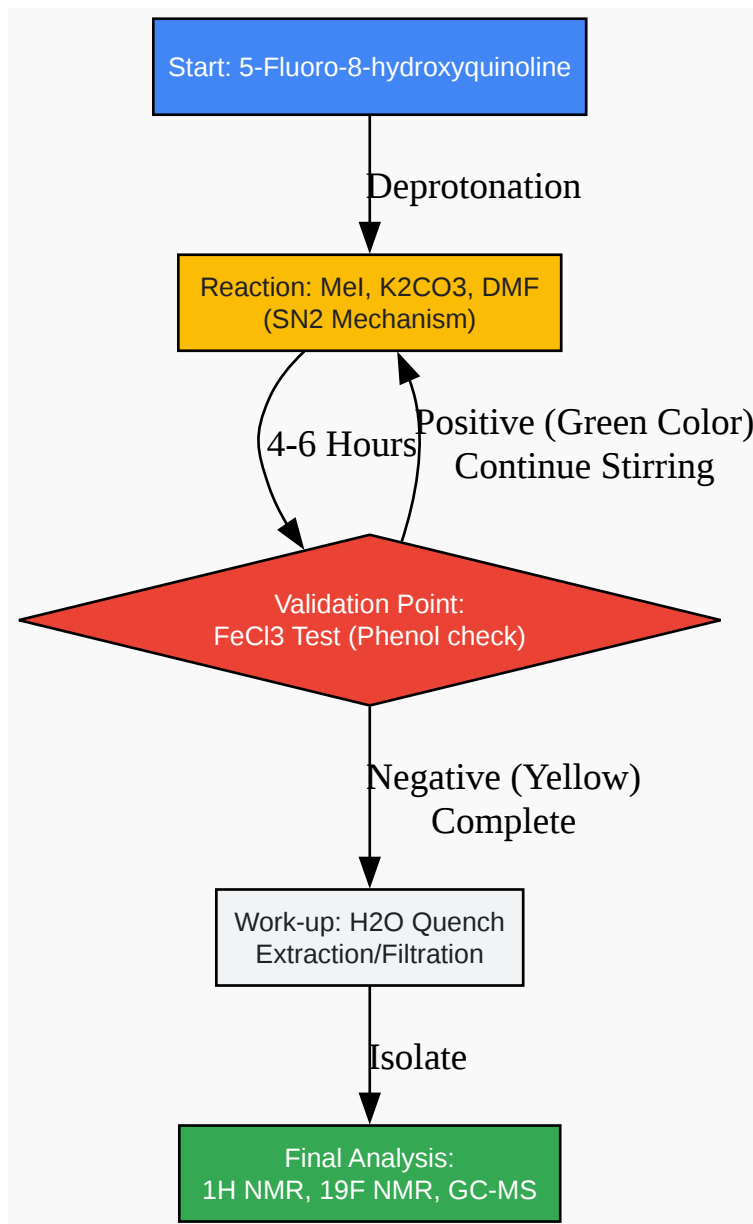 Start: 5-Fluoro-8-hydroxyquinoline
Deprotonation
Reaction: MeI, K2CO3, DMF
(SN2 Mechanism)
4-6 Hours
Positive (Green Color)
Continue Stirring
Validation Point:
FeCl3 Test (Phenol check)
Negative (Yellow)
Complete
Work-up: H2O Quench
Extraction/Filtration
Isolate
Final Analysis:
1H NMR, 19F NMR, GC-MS